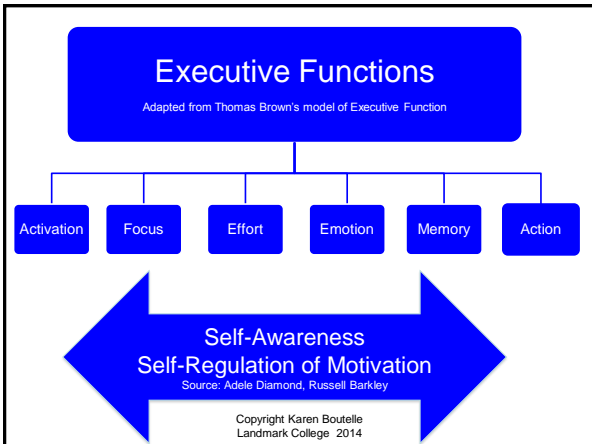 Executive Functions
Adapted from Thomas Brown's model of Executive Function
Activation
Focus
Effort
Emotion
Memory
Action
Self-Awareness
Self-Regulation of Motivation
Source: Adele Diamond, Russell Barkley
Copyright Karen Boutelle
Landmark College 2014